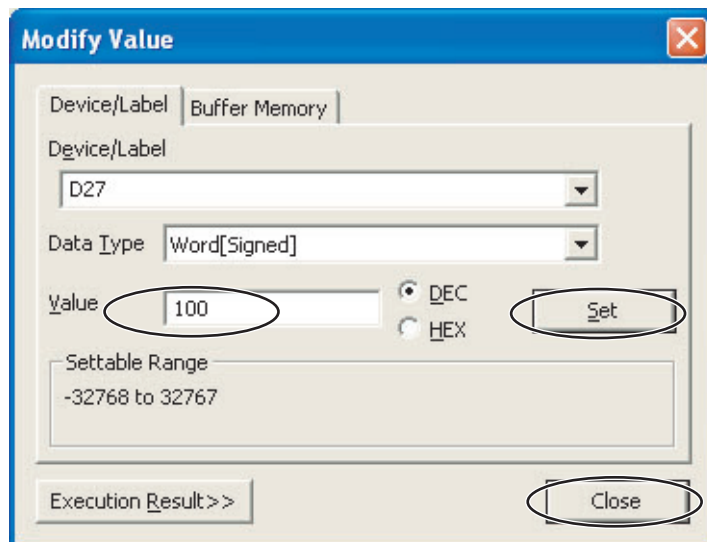 Modify Value
Device/Label
Buffer Memory
Device/Label
D27
Data Type Word[Signed]
Value 100 DEC Set
HEX
Settable Range
-32768 to 32767
Execution Result>> Close